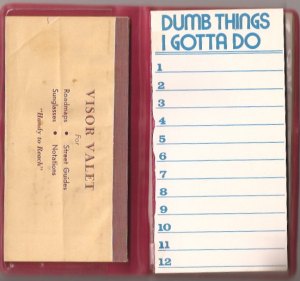 VISOR VALET
For
Roadmaps • Street Guides
Sunglasses • Notations
"Handy to Reach"
DUMB THINGS
I GOTTA DO
1
2
3
4
5
6
7
8
9
10
11
12